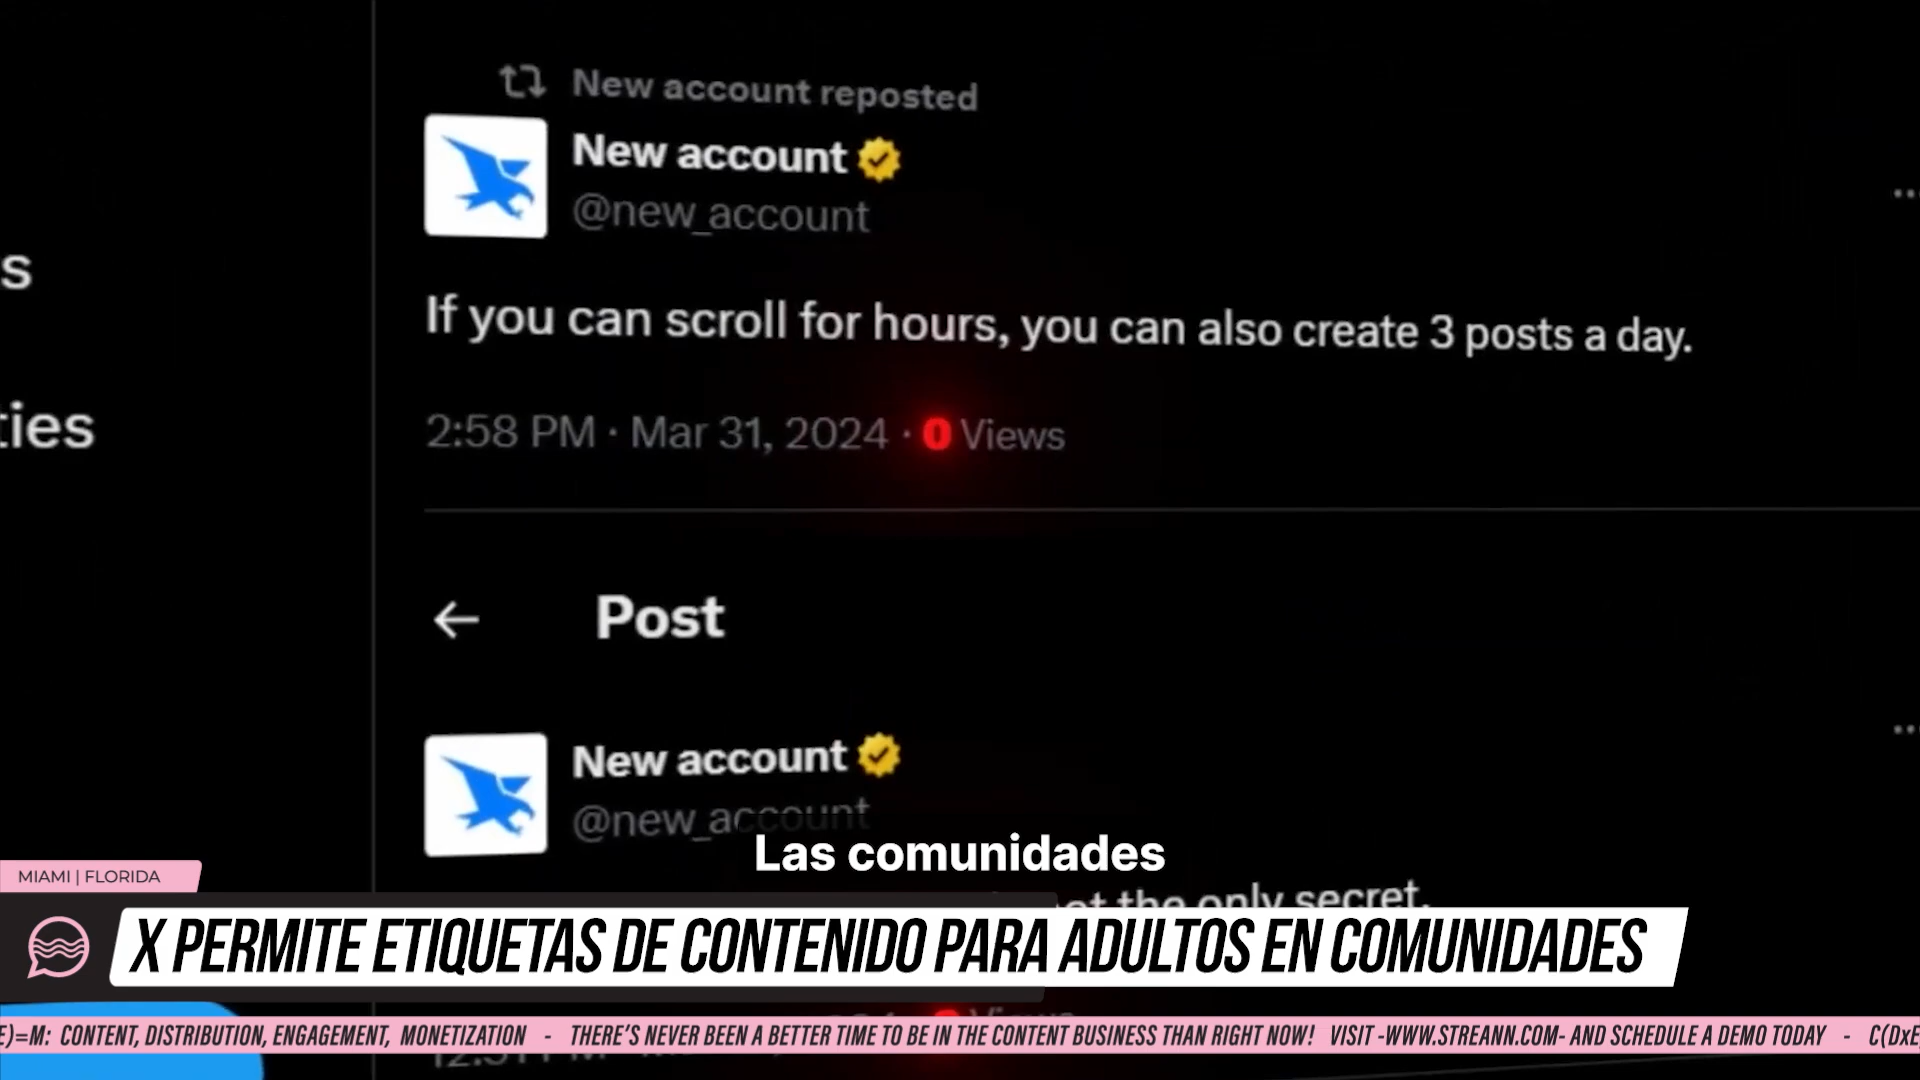 New account reposted
New account
@new_account
s
If you can scroll for hours, you can also create 3 posts a day.
2:58 PM · Mar 31, 2024 · 0 Views
ties
Post
New account
@new_account
Las comunidades
the only secret.
MIAMI | FLORIDA
X PERMITE ETIQUETAS DE CONTENIDO PARA ADULTOS EN COMUNIDADES
Views
E)=M: CONTENT, DISTRIBUTION, ENGAGEMENT, MONETIZATION - THERE'S NEVER BEEN A BETTER TIME TO BE IN THE CONTENT BUSINESS THAN RIGHT NOW! VISIT -WWW.STREANN.COM- AND SCHEDULE A DEMO TODAY - C(DxE